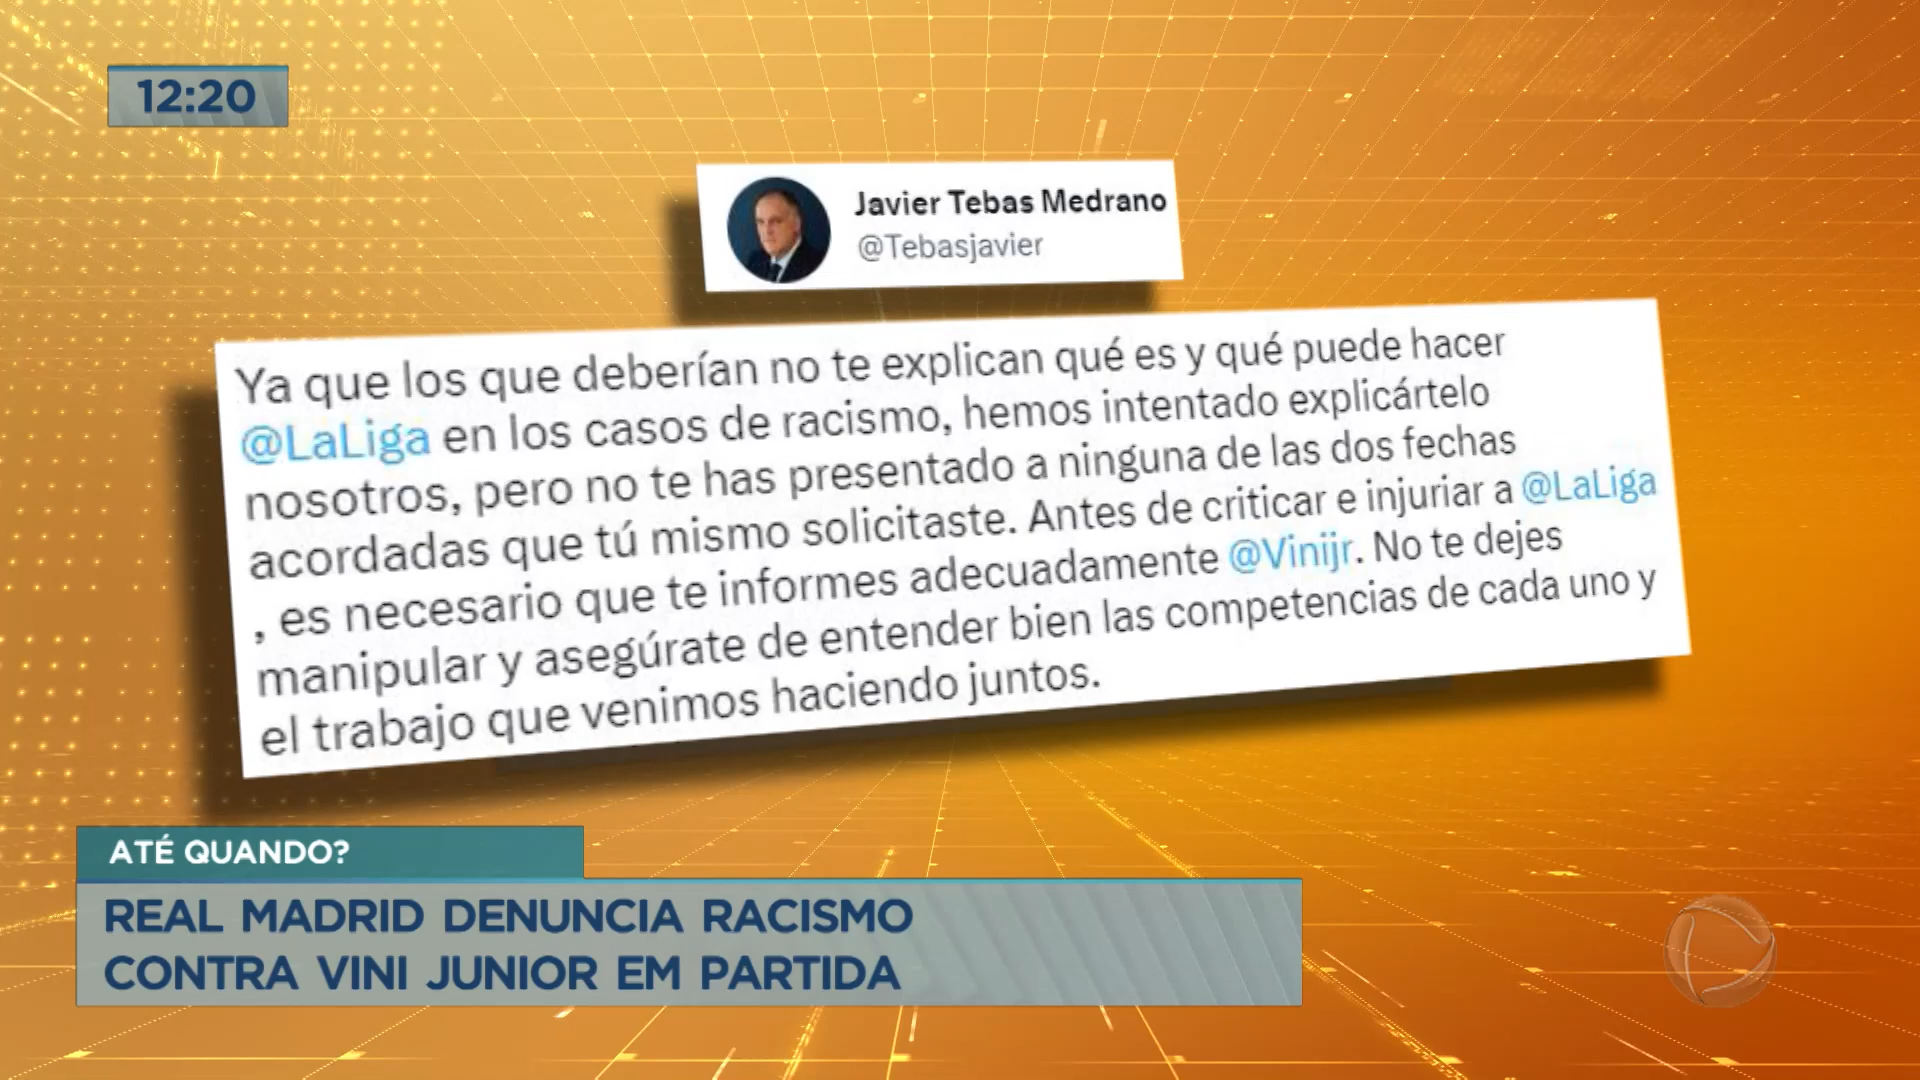 12:20
Javier Tebas Medrano
@Tebasjavier
Ya que los que deberían no te explican qué es y qué puede hacer
@LaLiga en los casos de racismo, hemos intentado explicártelo
nosotros, pero no te has presentado a ninguna de las dos fechas
acordadas que tú mismo solicitaste. Antes de criticar e injuriar a @LaLiga
, es necesario que te informes adecuadamente @Vinijr. No te dejes
manipular y asegúrate de entender bien las competencias de cada uno y
el trabajo que venimos haciendo juntos.
ATÉ QUANDO?
REAL MADRID DENUNCIA RACISMO
CONTRA VINI JUNIOR EM PARTIDA